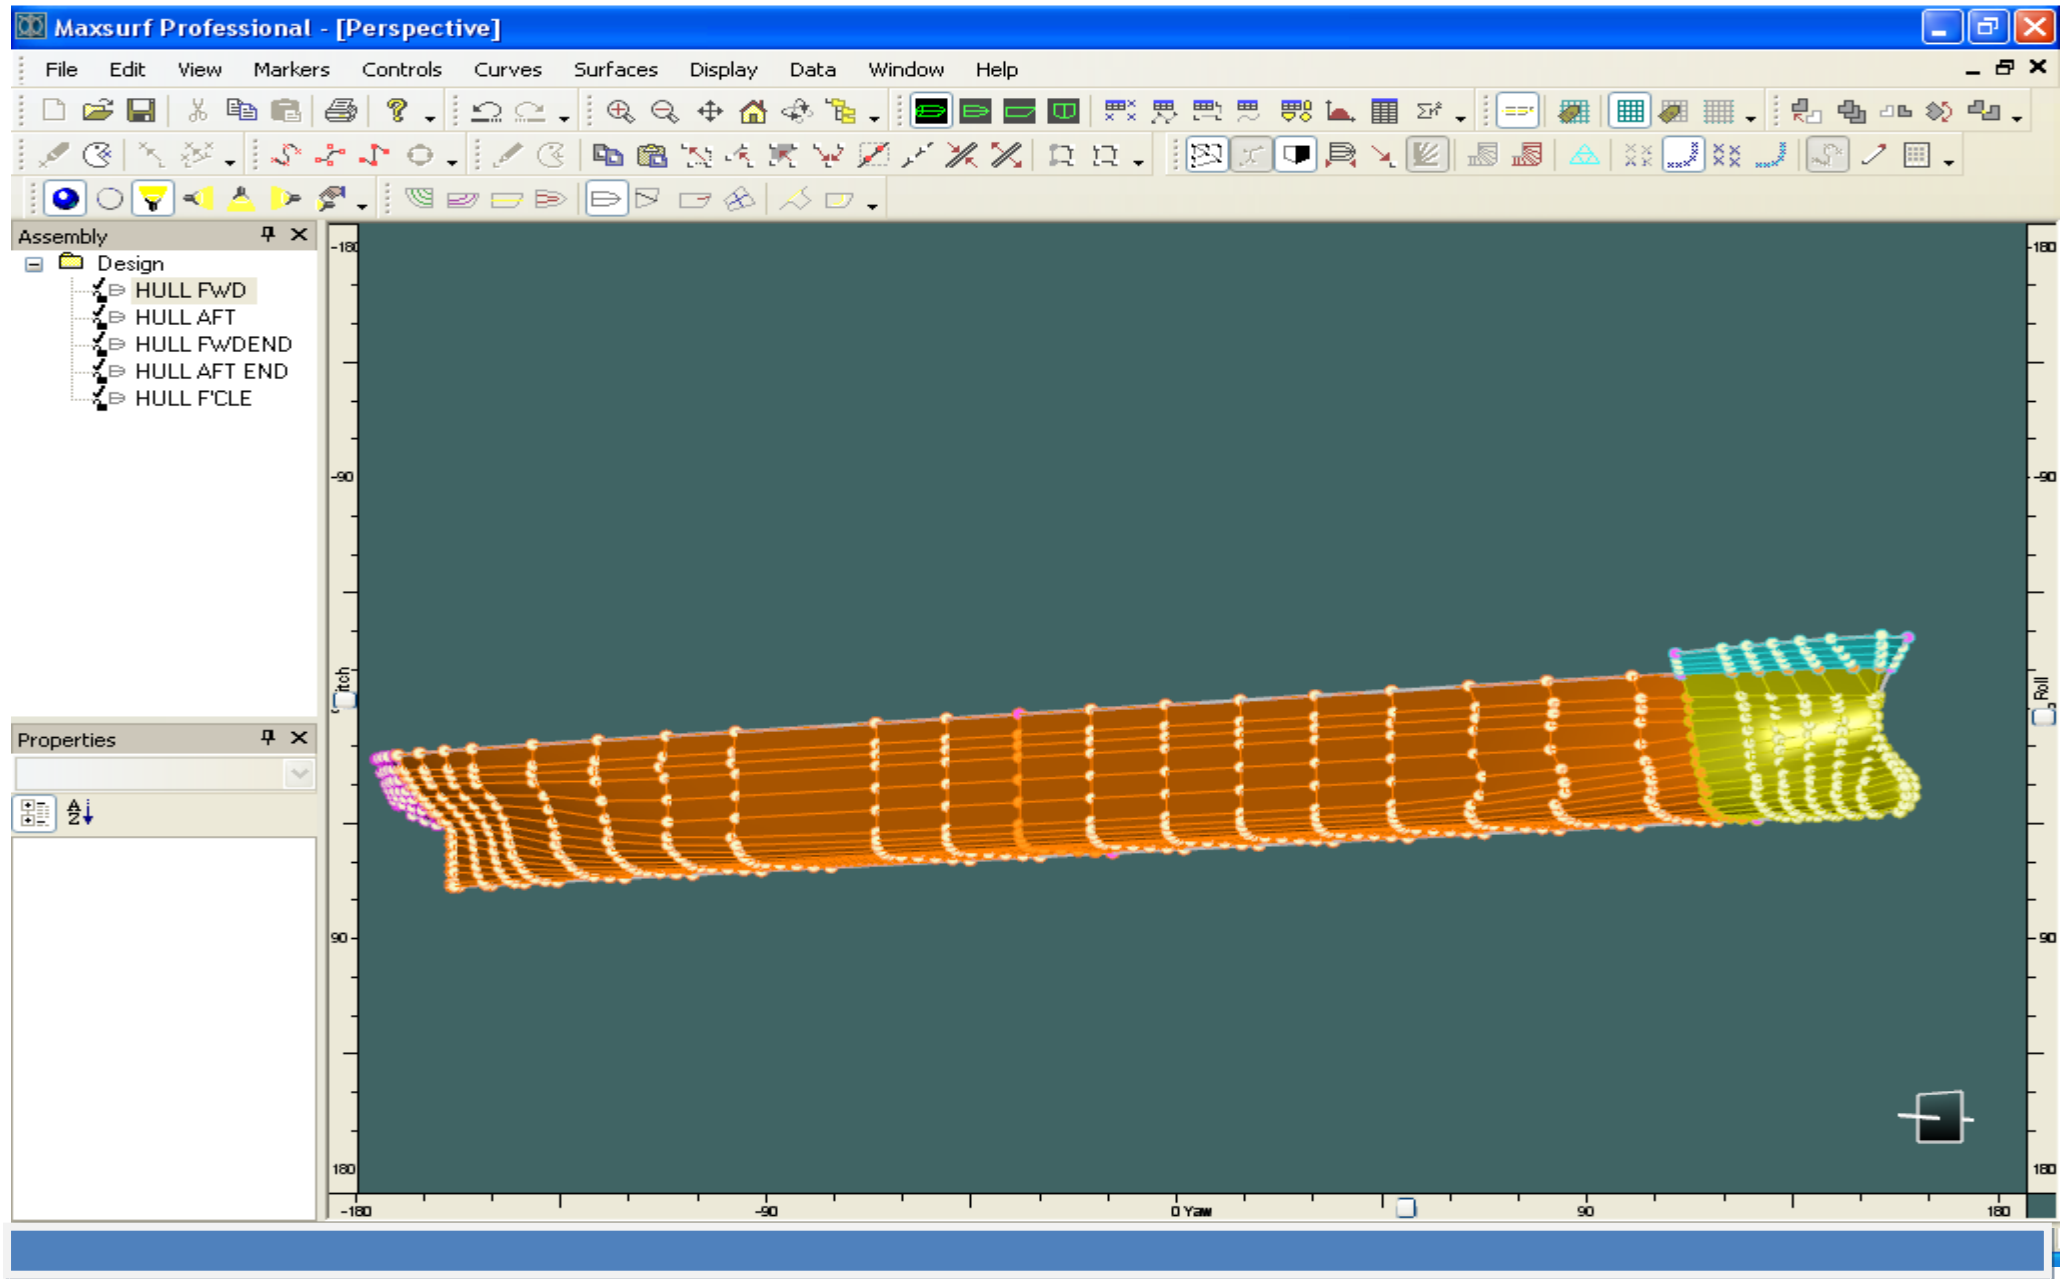 Maxsurf Professional - [Perspective]
File Edit View Markers Controls Curves Surfaces Display Data Window Help
Assembly
Design
HULL FWD
HULL AFT
HULL FWDEND
HULL AFT END
HULL F'CLE
Properties
-180
-90
90
180
-180
-90
Roll
90
180
-180
-90
0 Yaw
90
180